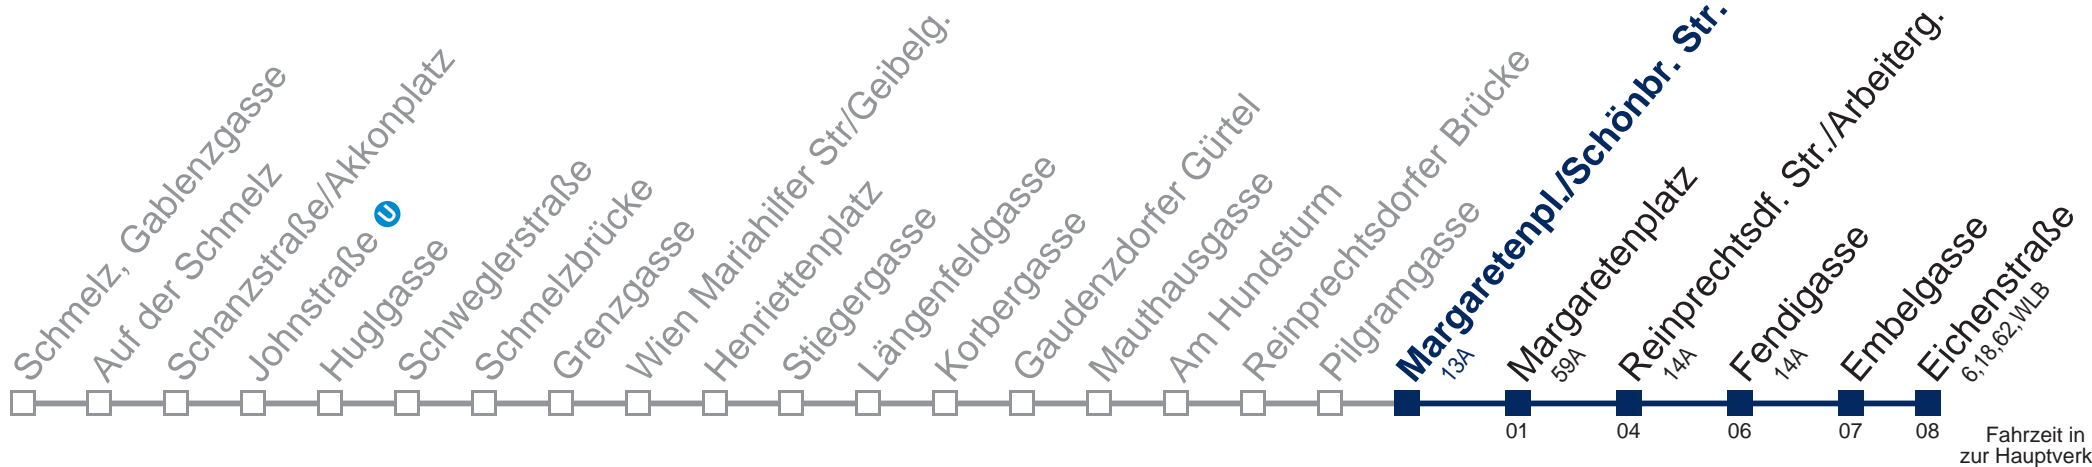 Schmelz, Gablenzgasse
Auf der Schmelz
Schanzstraße/Akkonplatz
Johnstraße U
Huglgasse
Schweglerstraße
Schmelzbrücke
Grenzgasse
Wien Mariahilfer Str/Geibelg.
Henriettenplatz
Stiegergasse
Längenfeldgasse
Korbergasse
Gaudenzdorfer Gürtel
Mauthausgasse
Am Hundsturm
Reinprechtsdorfer Brücke
Pilgramgasse
Margaretenpl./Schönbr. Str.
13A
Margaretenplatz
59A
Reinprechtsdf. Str./Arbeiterg.
14A
Fendigasse
14A
Embelgasse
Eichenstraße
6,18,62,WLB
01
04
06
07
08
Fahrzeit in
zur Hauptverk